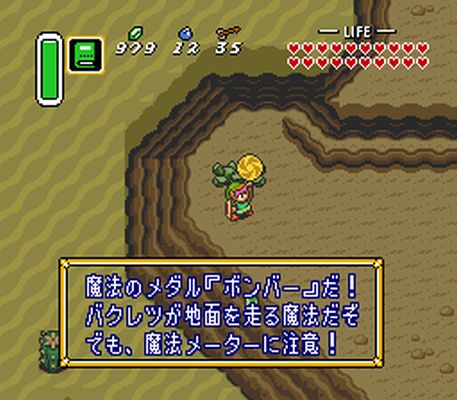 979 12 35
LIFE
魔法のメダル『ボンバー』だ!
バクレツが地面を走る魔法だぞ
でも、魔法メーターに注意!